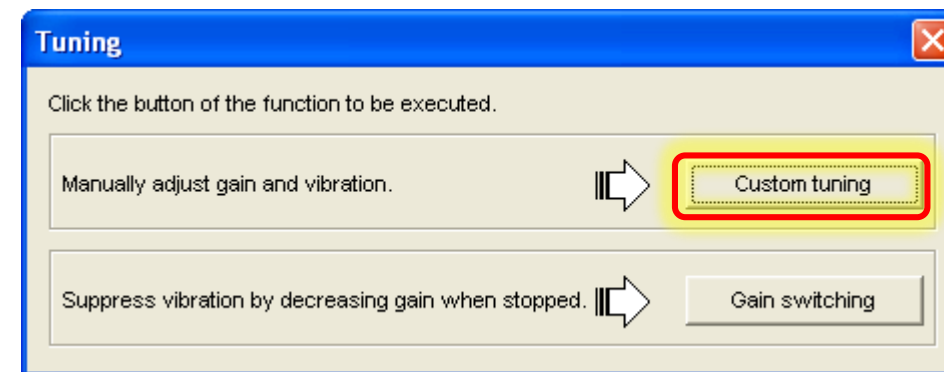 Tuning
Click the button of the function to be executed.
Manually adjust gain and vibration.
Custom tuning
Suppress vibration by decreasing gain when stopped.
Gain switching